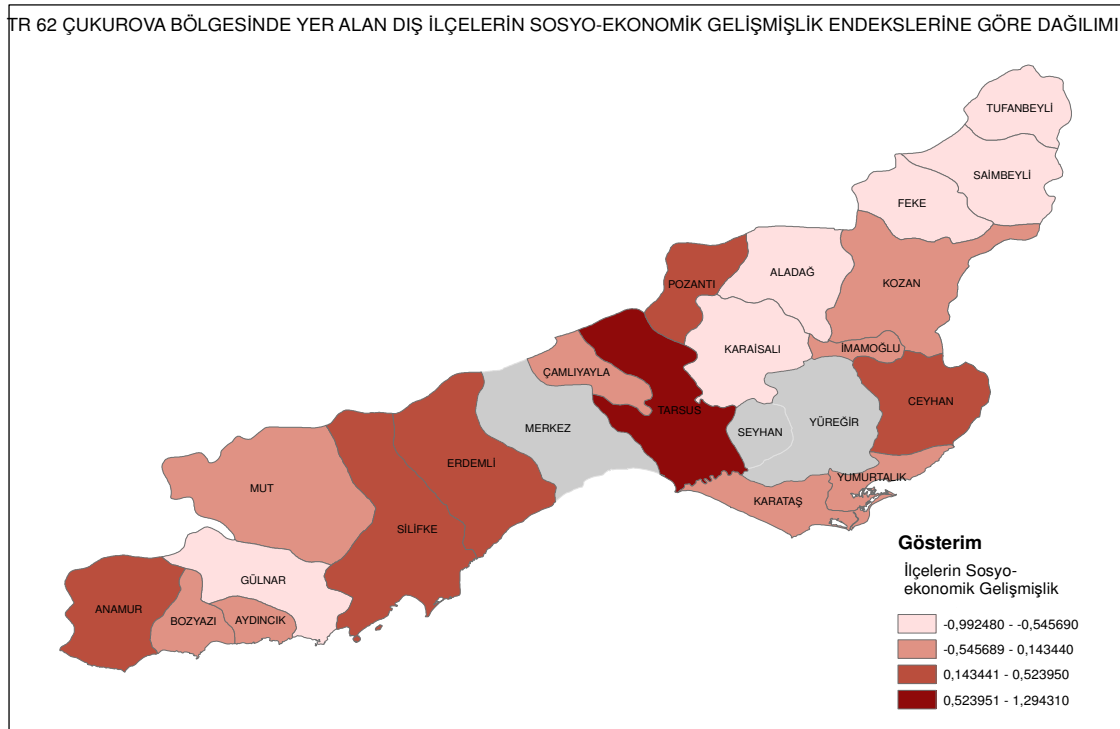 TR 62 ÇUKUROVA BÖLGESİNDE YER ALAN DIŞ İLÇELERİN SOSYO-EKONOMİK GELİŞMİŞLİK ENDEKSLERİNE GÖRE DAĞILIMI
TUFANBEYLİ
SAİMBEYLİ
FEKE
ALADAĞ
POZANTI
KOZAN
KARAİSALI
İMAMOĞLU
ÇAMLIYAYLA
CEYHAN
TARSUS
MERKEZ
SEYHAN
YÜREĞİR
ERDEMLİ
YUMURTALIK
MUT
KARATAŞ
SİLİFKE
GÜLNAR
ANAMUR
BOZYAZI
AYDINCIK
Gösterim
İlçelerin Sosyo-
ekonomik Gelişmişlik
-0,992480 - -0,545690
-0,545689 - 0,143440
0,143441 - 0,523950
0,523951 - 1,294310